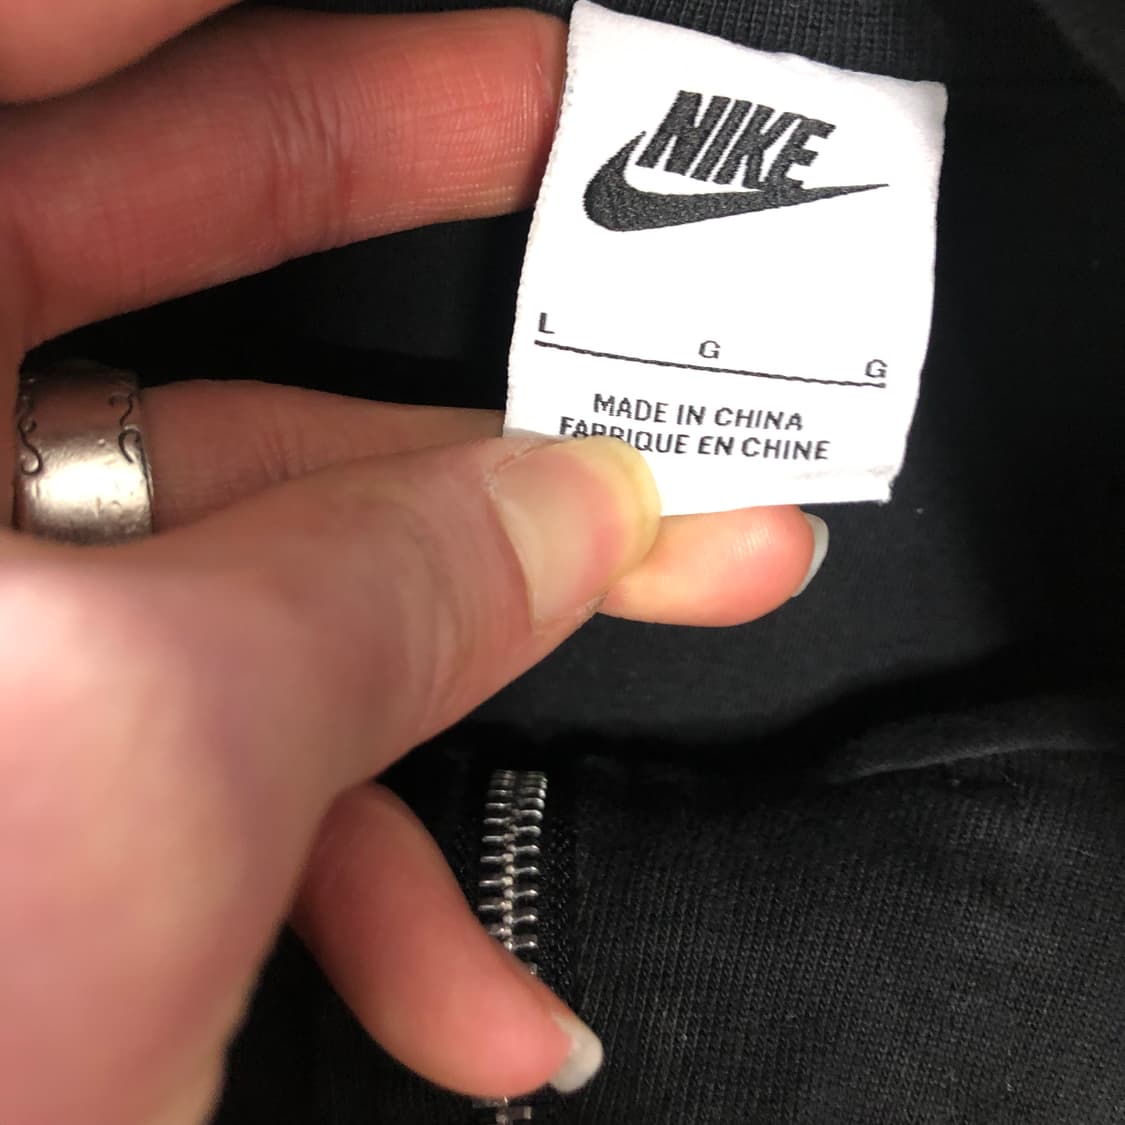 NIKE
L G G
MADE IN CHINA
FABRIQUE EN CHINE